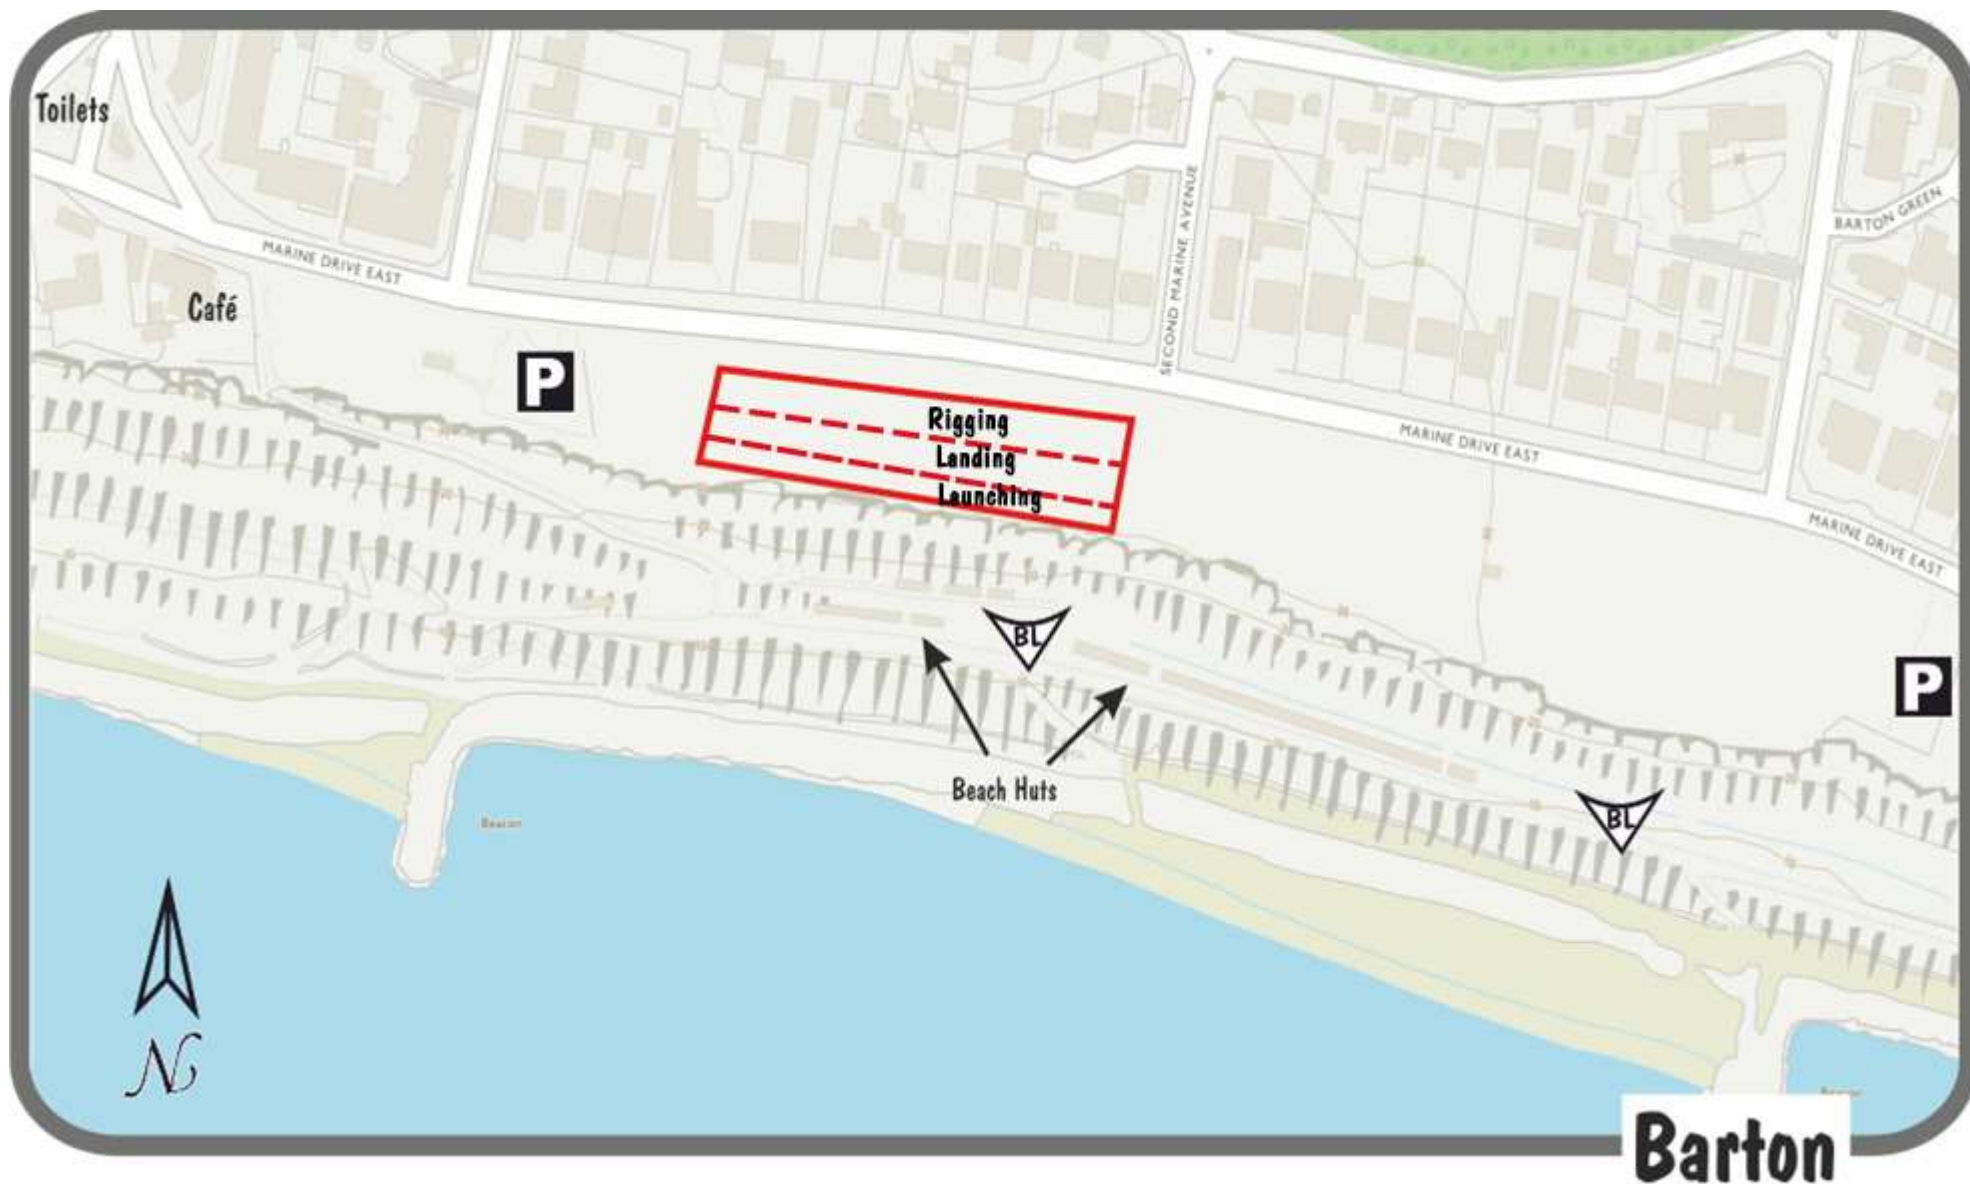 Toilets
MARINE DRIVE EAST
Café
P
SECOND MARINE AVENUE
BARTON GREEN
Rigging
Landing
Launching
MARINE DRIVE EAST
MARINE DRIVE EAST
BL
P
Beach Huts
BL
Beacon
N
Barton